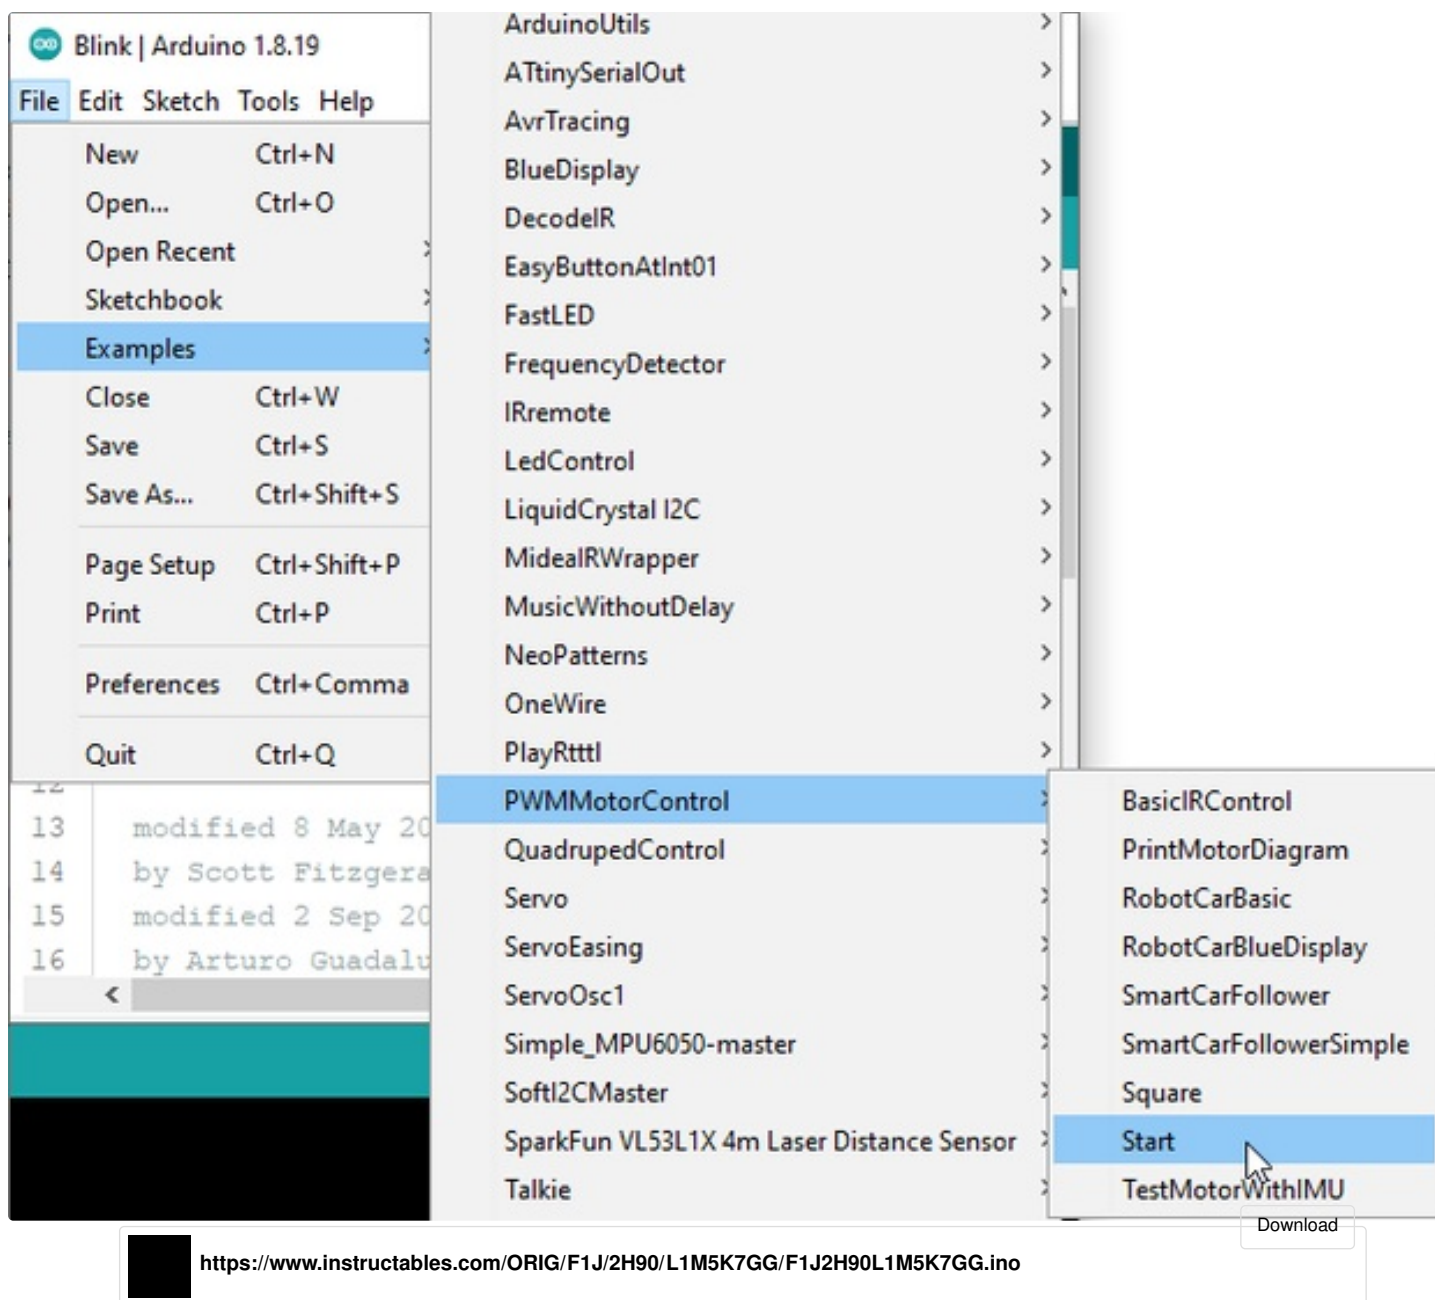 Blink | Arduino 1.8.19
File Edit Sketch Tools Help
New Ctrl+N
Open... Ctrl+O
Open Recent
Sketchbook
Examples
Close Ctrl+W
Save Ctrl+S
Save As... Ctrl+Shift+S
Page Setup Ctrl+Shift+P
Print Ctrl+P
Preferences Ctrl+Comma
Quit Ctrl+Q
12
13 modified 8 May 20
14 by Scott Fitzgera
15 modified 2 Sep 20
16 by Arturo Guadalu
ArduinoUtils
ATtinySerialOut
AvrTracing
BlueDisplay
DecodeIR
EasyButtonAtInt01
FastLED
FrequencyDetector
IRremote
LedControl
LiquidCrystal I2C
MideaIRWrapper
MusicWithoutDelay
NeoPatterns
OneWire
PlayRtttl
PWMMotorControl
QuadrupedControl
Servo
ServoEasing
ServoOsc1
Simple_MPU6050-master
SoftI2CMaster
SparkFun VL53L1X 4m Laser Distance Sensor
Talkie
BasicIRControl
PrintMotorDiagram
RobotCarBasic
RobotCarBlueDisplay
SmartCarFollower
SmartCarFollowerSimple
Square
Start
TestMotorWithIMU
Download
https://www.instructables.com/ORIG/F1J/2H90/L1M5K7GG/F1J2H90L1M5K7GG.ino